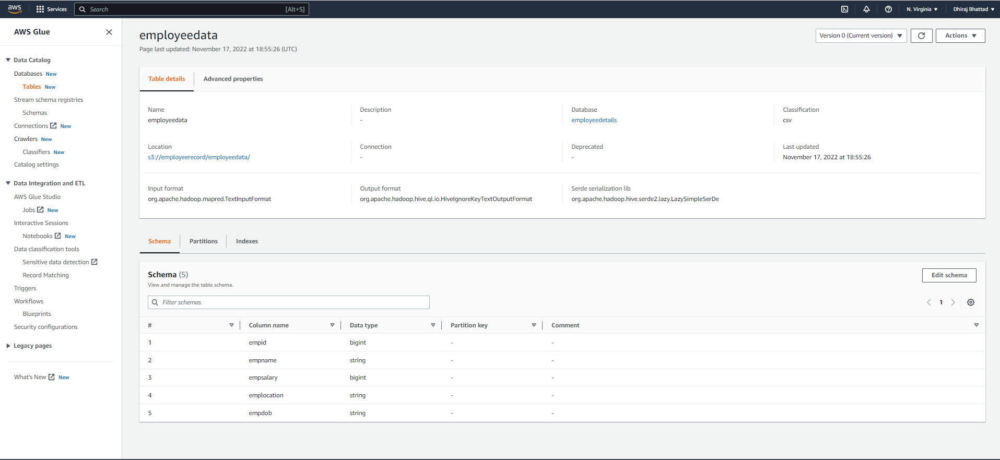 aws
Services
Search [Alt+S]
N. Virginia
Dhiraj Bhattad
AWS Glue
Data Catalog
Databases New
Tables New
Stream schema registries
Schemas
Connections New
Crawlers New
Classifiers New
Catalog settings
Data Integration and ETL
AWS Glue Studio
Jobs New
Interactive Sessions
Notebooks New
Data classification tools
Sensitive data detection
Record Matching
Triggers
Workflows
Blueprints
Security configurations
Legacy pages
What's New New
employeedata
Version 0 (Current version)
Actions
Page last updated: November 17, 2022 at 18:55:26 (UTC)
Table details Advanced properties
Name Description Database Classification
employeedata - employeedetails csv
Location Connection Deprecated Last updated
s3://employeerecord/employeedata/ - - November 17, 2022 at 18:55:26
Input format Output format Serde serialization lib
org.apache.hadoop.mapred.TextInputFormat org.apache.hadoop.hive.ql.io.HiveIgnoreKeyTextOutputFormat org.apache.hadoop.hive.serde2.lazy.LazySimpleSerDe
Schema Partitions Indexes
Schema (5)
Edit schema
View and manage the table schema.
Filter schemas
1
# Column name Data type Partition key Comment
1 empid bigint - -
2 empname string - -
3 empsalary bigint - -
4 emplocation string - -
5 empdob string - -